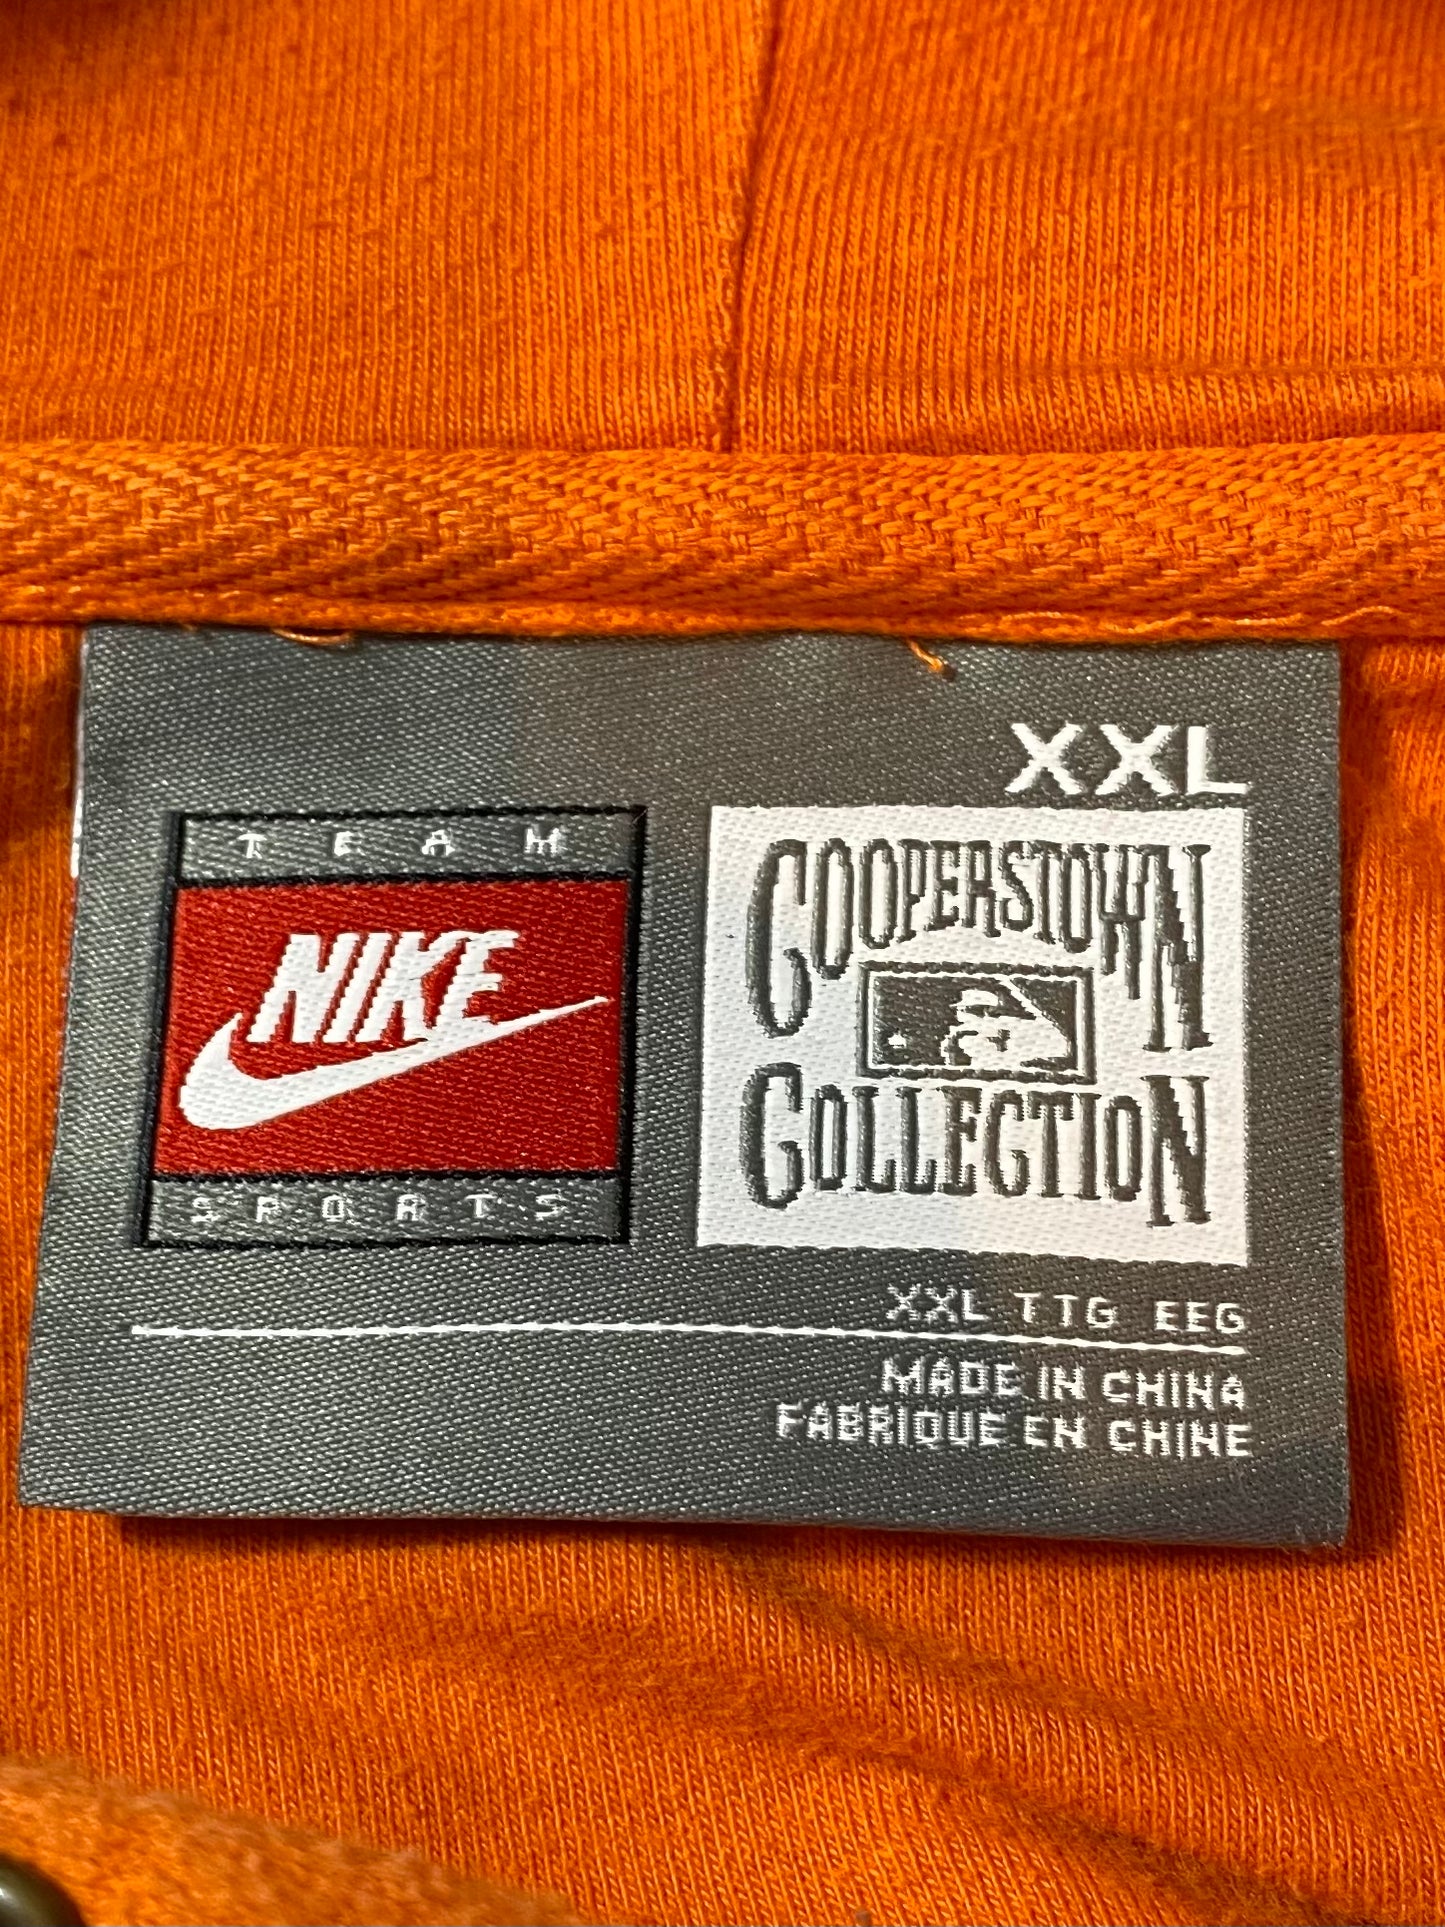 XXL
TEAM
NIKE
SPORTS
COOPERSTOWN
COLLECTION
XXL TTG EEG
MADE IN CHINA
FABRIQUE EN CHINE